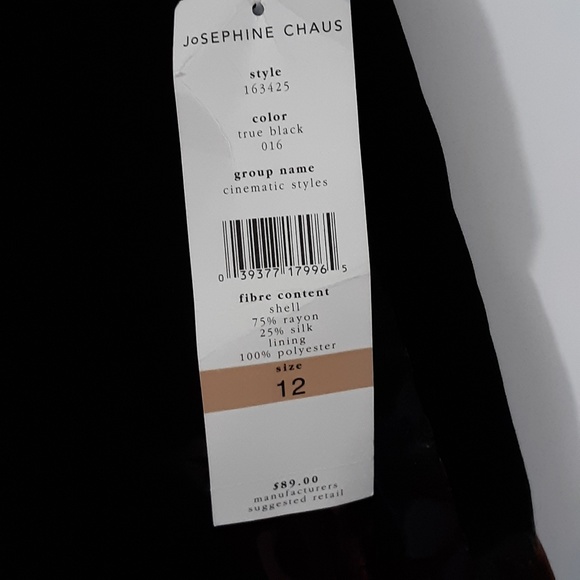 JoSEPHINE CHAUS
style
163425
color
true black
016
group name
cinematic styles
0 39377 17996 5
fibre content
shell
75% rayon
25% silk
lining
100% polyester
size
12
$89.00
manufacturers
suggested retail